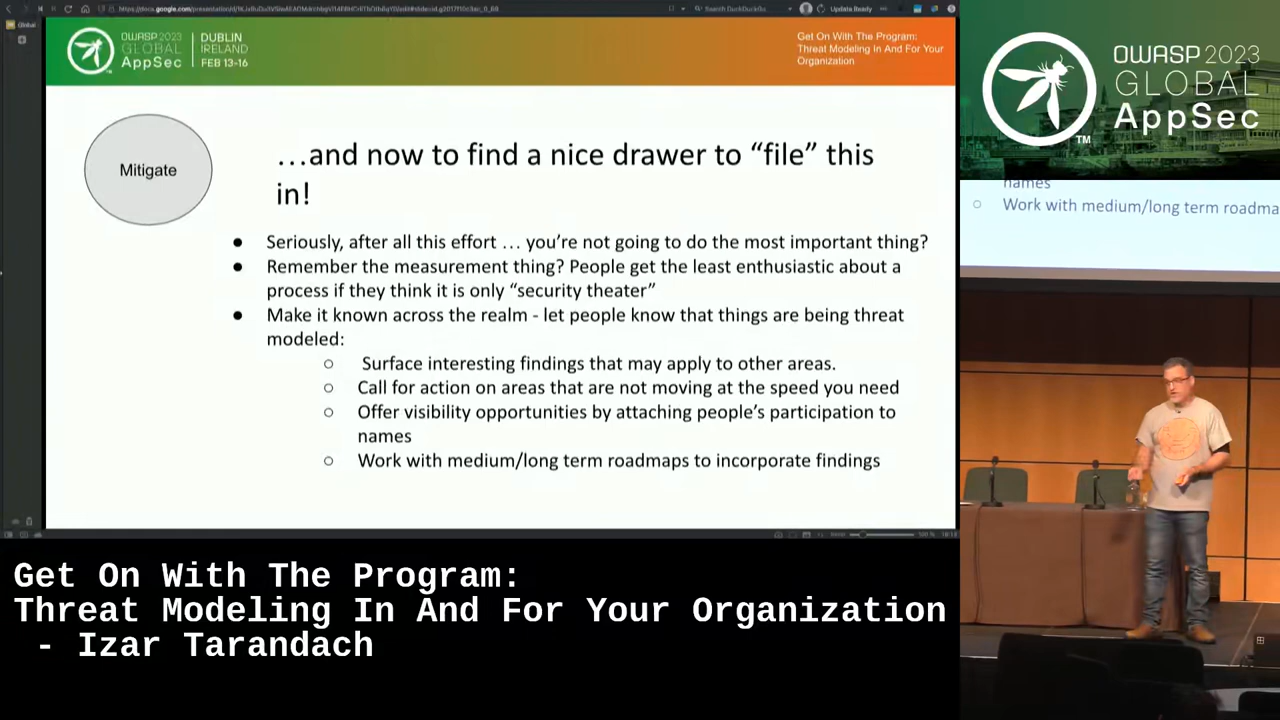 Search DuckDuckGo
Update Ready
Global
OWASP 2023
GLOBAL
AppSec
TM
DUBLIN
IRELAND
FEB 13-16
Get On With The Program:
Threat Modeling In And For Your
Organization
Mitigate
…and now to find a nice drawer to “file” this
in!
● Seriously, after all this effort … you’re not going to do the most important thing?
● Remember the measurement thing? People get the least enthusiastic about a
process if they think it is only “security theater”
● Make it known across the realm - let people know that things are being threat
modeled:
○ Surface interesting findings that may apply to other areas.
○ Call for action on areas that are not moving at the speed you need
○ Offer visibility opportunities by attaching people’s participation to
names
○ Work with medium/long term roadmaps to incorporate findings
OWASP 2023
GLOBAL
AppSec
TM
names
○ Work with medium/long term roadma
Get On With The Program:
Threat Modeling In And For Your Organization
- Izar Tarandach